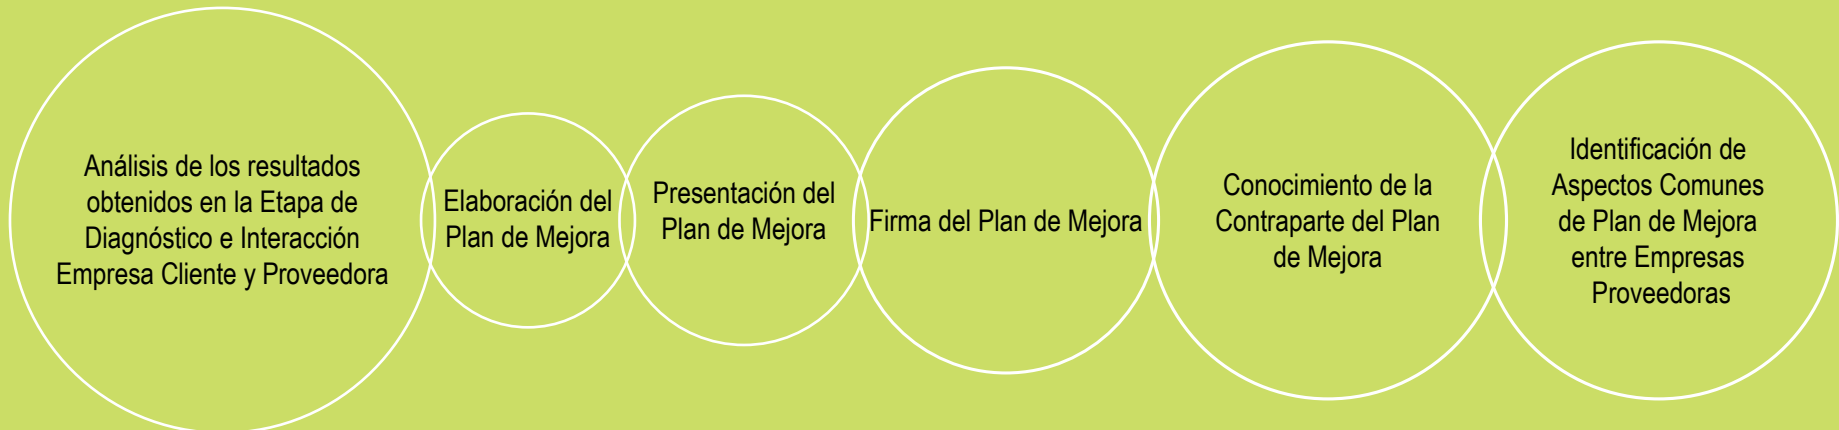 Análisis de los resultados
obtenidos en la Etapa de
Diagnóstico e Interacción
Empresa Cliente y Proveedora
Elaboración del
Plan de Mejora
Presentación del
Plan de Mejora
Firma del Plan de Mejora
Conocimiento de la
Contraparte del Plan
de Mejora
Identificación de
Aspectos Comunes
de Plan de Mejora
entre Empresas
Proveedoras